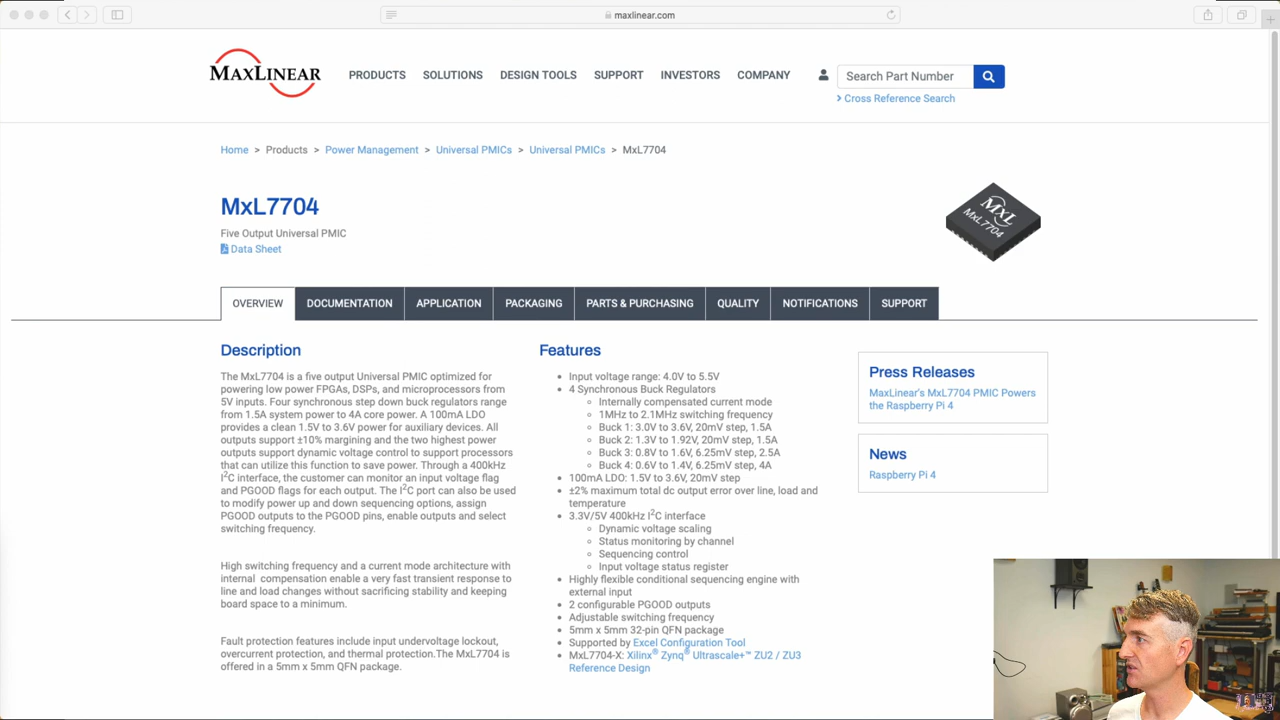 maxlinear.com
MAXLINEAR
PRODUCTS SOLUTIONS DESIGN TOOLS SUPPORT INVESTORS COMPANY
Search Part Number
Cross Reference Search
Home > Products > Power Management > Universal PMICs > Universal PMICs > MxL7704
MxL7704
Five Output Universal PMIC
Data Sheet
MxL
MxL7704
OVERVIEW DOCUMENTATION APPLICATION PACKAGING PARTS & PURCHASING QUALITY NOTIFICATIONS SUPPORT
Description
The MxL7704 is a five output Universal PMIC optimized for
powering low power FPGAs, DSPs, and microprocessors from
5V inputs. Four synchronous step down buck regulators range
from 1.5A system power to 4A core power. A 100mA LDO
provides a clean 1.5V to 3.6V power for auxiliary devices. All
outputs support ±10% margining and the two highest power
outputs support dynamic voltage control to support processors
that can utilize this function to save power. Through a 400kHz
I²C interface, the customer can monitor an input voltage flag
and PGOOD flags for each output. The I²C port can also be used
to modify power up and down sequencing options, assign
PGOOD outputs to the PGOOD pins, enable outputs and select
switching frequency.
High switching frequency and a current mode architecture with
internal compensation enable a very fast transient response to
line and load changes without sacrificing stability and keeping
board space to a minimum.
Fault protection features include input undervoltage lockout,
overcurrent protection, and thermal protection.The MxL7704 is
offered in a 5mm x 5mm QFN package.
Features
Input voltage range: 4.0V to 5.5V
4 Synchronous Buck Regulators
Internally compensated current mode
1MHz to 2.1MHz switching frequency
Buck 1: 3.0V to 3.6V, 20mV step, 1.5A
Buck 2: 1.3V to 1.92V, 20mV step, 1.5A
Buck 3: 0.8V to 1.6V, 6.25mV step, 2.5A
Buck 4: 0.6V to 1.4V, 6.25mV step, 4A
100mA LDO: 1.5V to 3.6V, 20mV step
±2% maximum total dc output error over line, load and
temperature
3.3V/5V 400kHz I²C interface
Dynamic voltage scaling
Status monitoring by channel
Sequencing control
Input voltage status register
Highly flexible conditional sequencing engine with
external input
2 configurable PGOOD outputs
Adjustable switching frequency
5mm x 5mm 32-pin QFN package
Supported by Excel Configuration Tool
MxL7704-X: Xilinx® Zynq® Ultrascale+™ ZU2 / ZU3
Reference Design
Press Releases
MaxLinear's MxL7704 PMIC Powers
the Raspberry Pi 4
News
Raspberry Pi 4